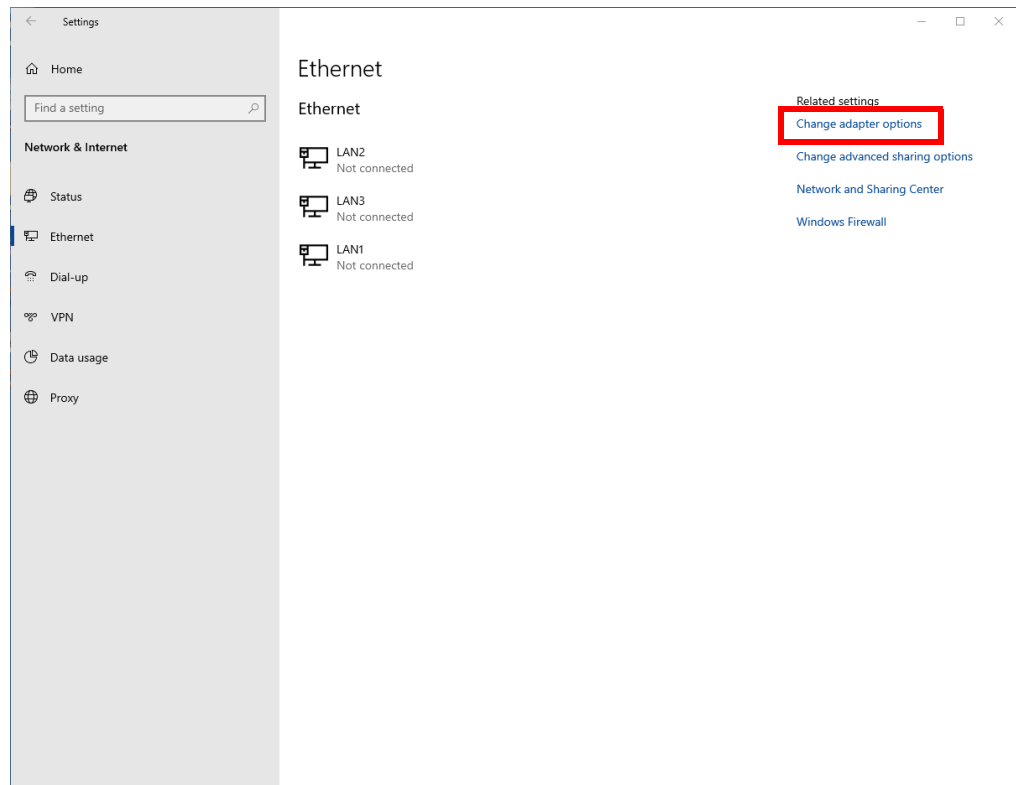 Settings
Home
Find a setting
Network & Internet
Status
Ethernet
Dial-up
VPN
Data usage
Proxy
Ethernet
Ethernet
LAN2
Not connected
LAN3
Not connected
LAN1
Not connected
Related settings
Change adapter options
Change advanced sharing options
Network and Sharing Center
Windows Firewall